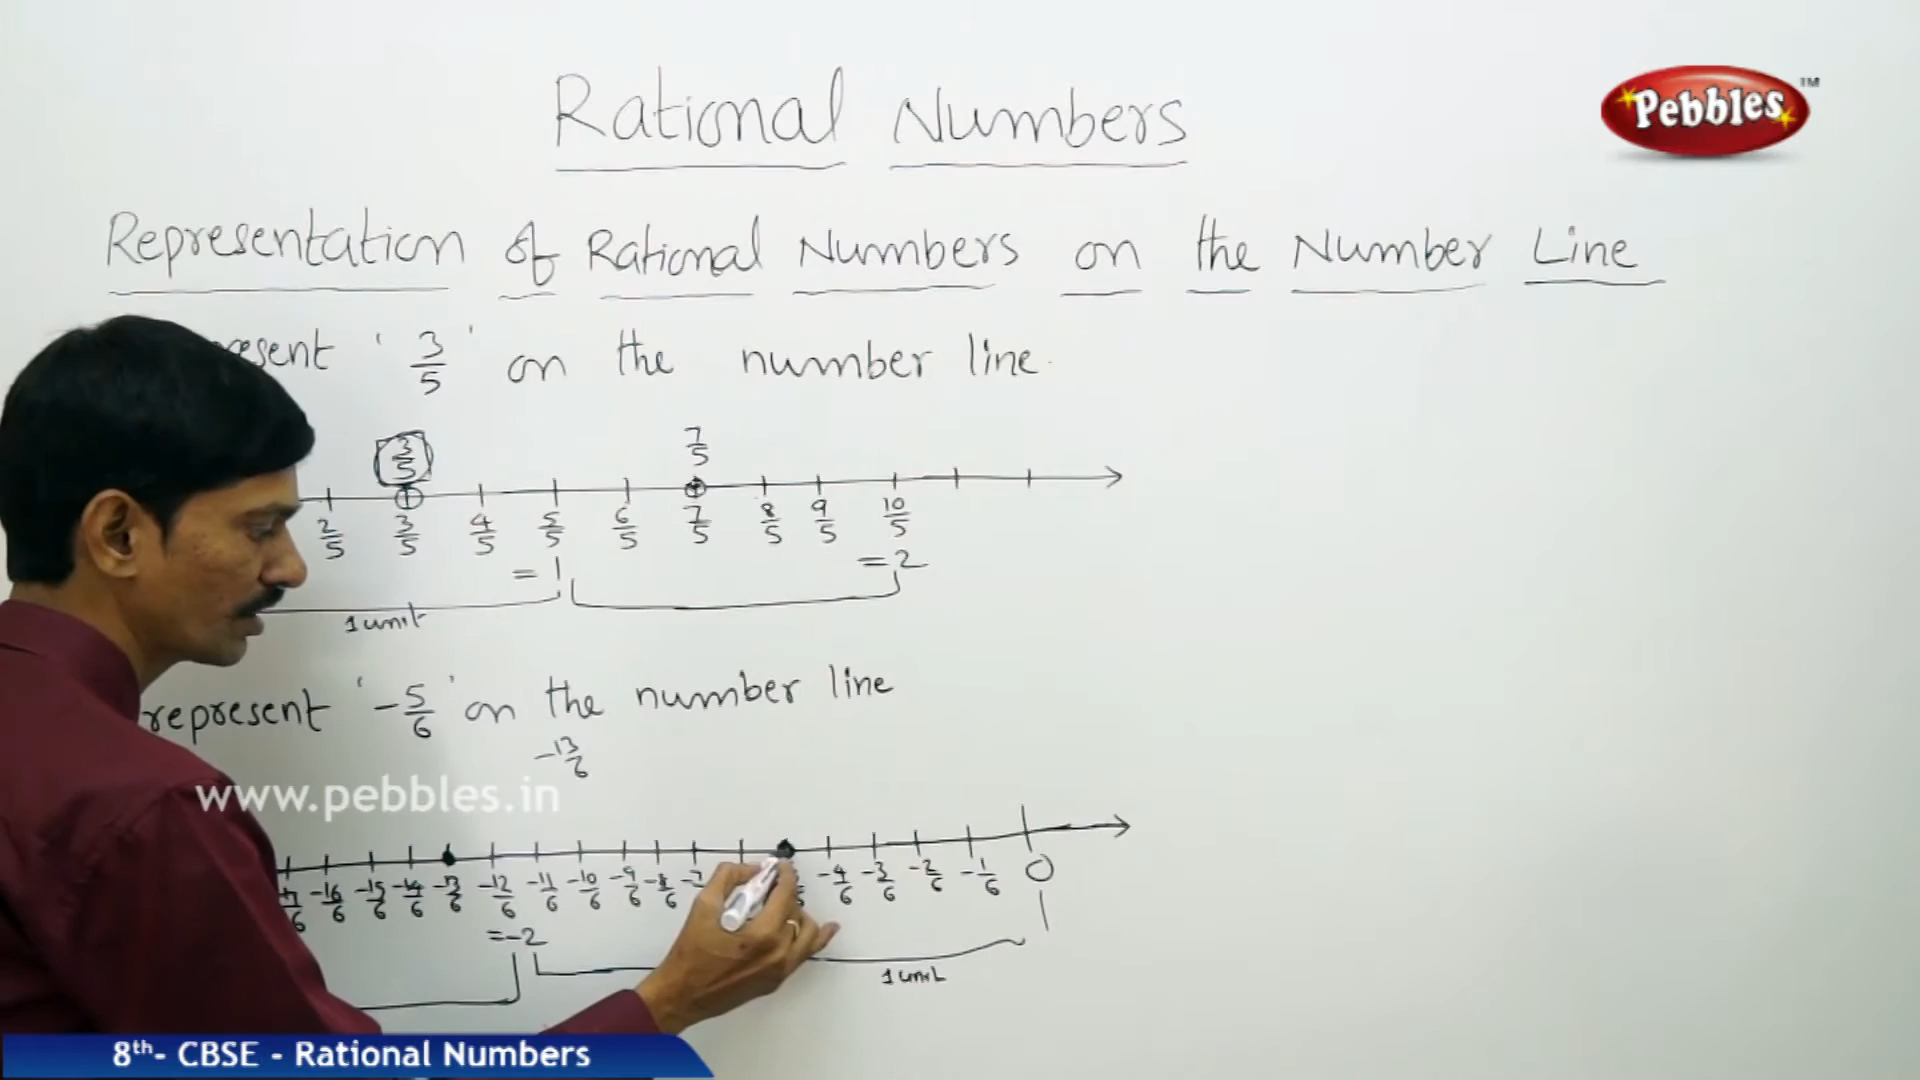 Rational Numbers
Pebbles™
Representation of Rational Numbers on the Number Line
' 3/5 ' on the number line.
3/5 7/5
2/5 3/5 4/5 5/5 6/5 7/5 8/5 9/5 10/5
= 1 = 2
1 unit
represent '-5/6' on the number line
-13/6
www.pebbles.in
-16/6 -15/6 -14/6 -13/6 -12/6 -11/6 -10/6 -9/6 -8/6 -4/6 -3/6 -2/6 -1/6 0
=-2
1 unit
8th- CBSE - Rational Numbers